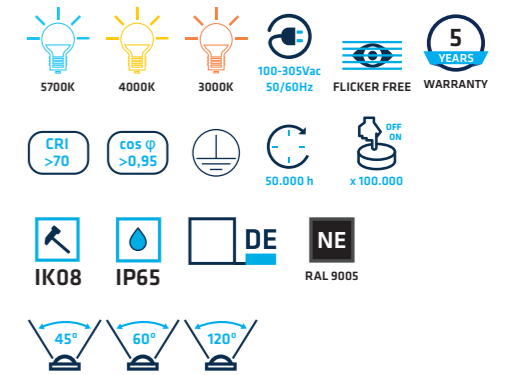 5700K
4000K
3000K
100-305Vac
50/60Hz
FLICKER FREE
5
YEARS
WARRANTY
CRI
>70
cos φ
>0,95
50.000 h
OFF
ON
x 100.000
IK08
IP65
DE
NE
RAL 9005
45°
60°
120°